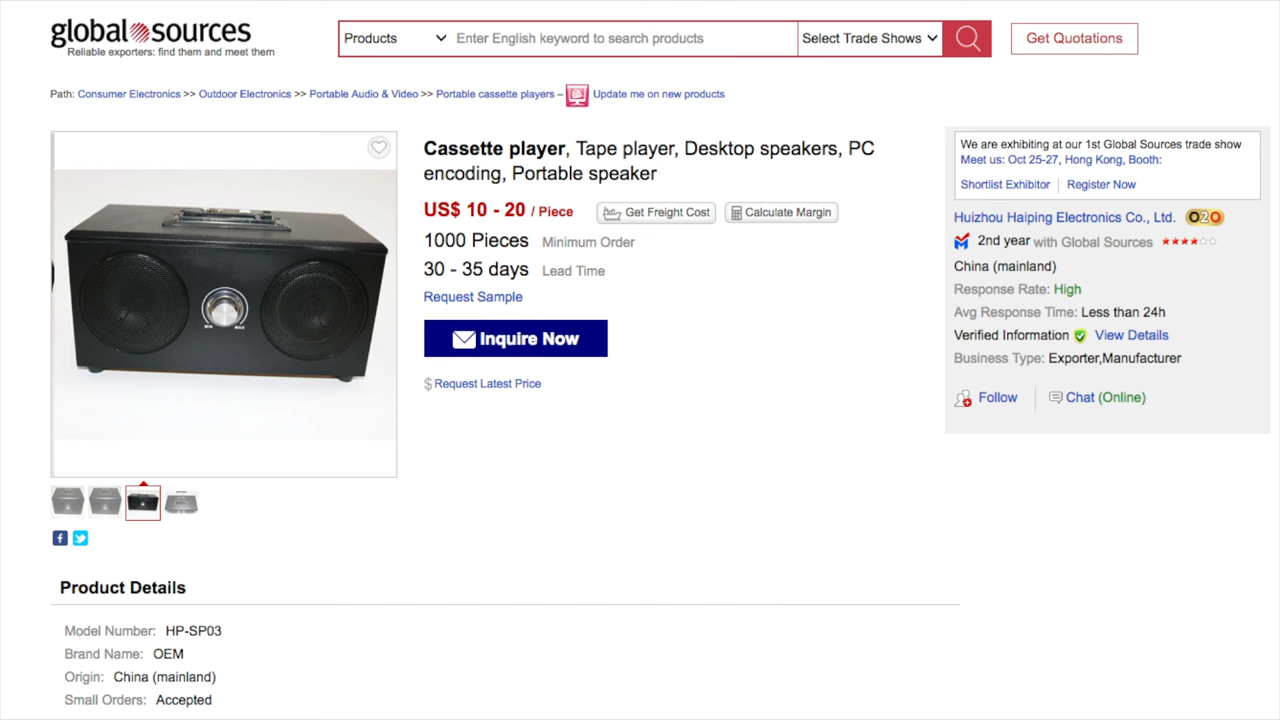 global sources
Reliable exporters: find them and meet them
Products
Enter English keyword to search products
Select Trade Shows
Get Quotations
Path: Consumer Electronics >> Outdoor Electronics >> Portable Audio & Video >> Portable cassette players – Update me on new products
Cassette player, Tape player, Desktop speakers, PC
encoding, Portable speaker
US$ 10 - 20 / Piece
Get Freight Cost
Calculate Margin
1000 Pieces Minimum Order
30 - 35 days Lead Time
Request Sample
Inquire Now
$ Request Latest Price
MIN MAX
We are exhibiting at our 1st Global Sources trade show
Meet us: Oct 25-27, Hong Kong, Booth:
Shortlist Exhibitor Register Now
Huizhou Haiping Electronics Co., Ltd. O2O
2nd year with Global Sources
China (mainland)
Response Rate: High
Avg Response Time: Less than 24h
Verified Information View Details
Business Type: Exporter,Manufacturer
Follow Chat (Online)
Product Details
Model Number: HP-SP03
Brand Name: OEM
Origin: China (mainland)
Small Orders: Accepted